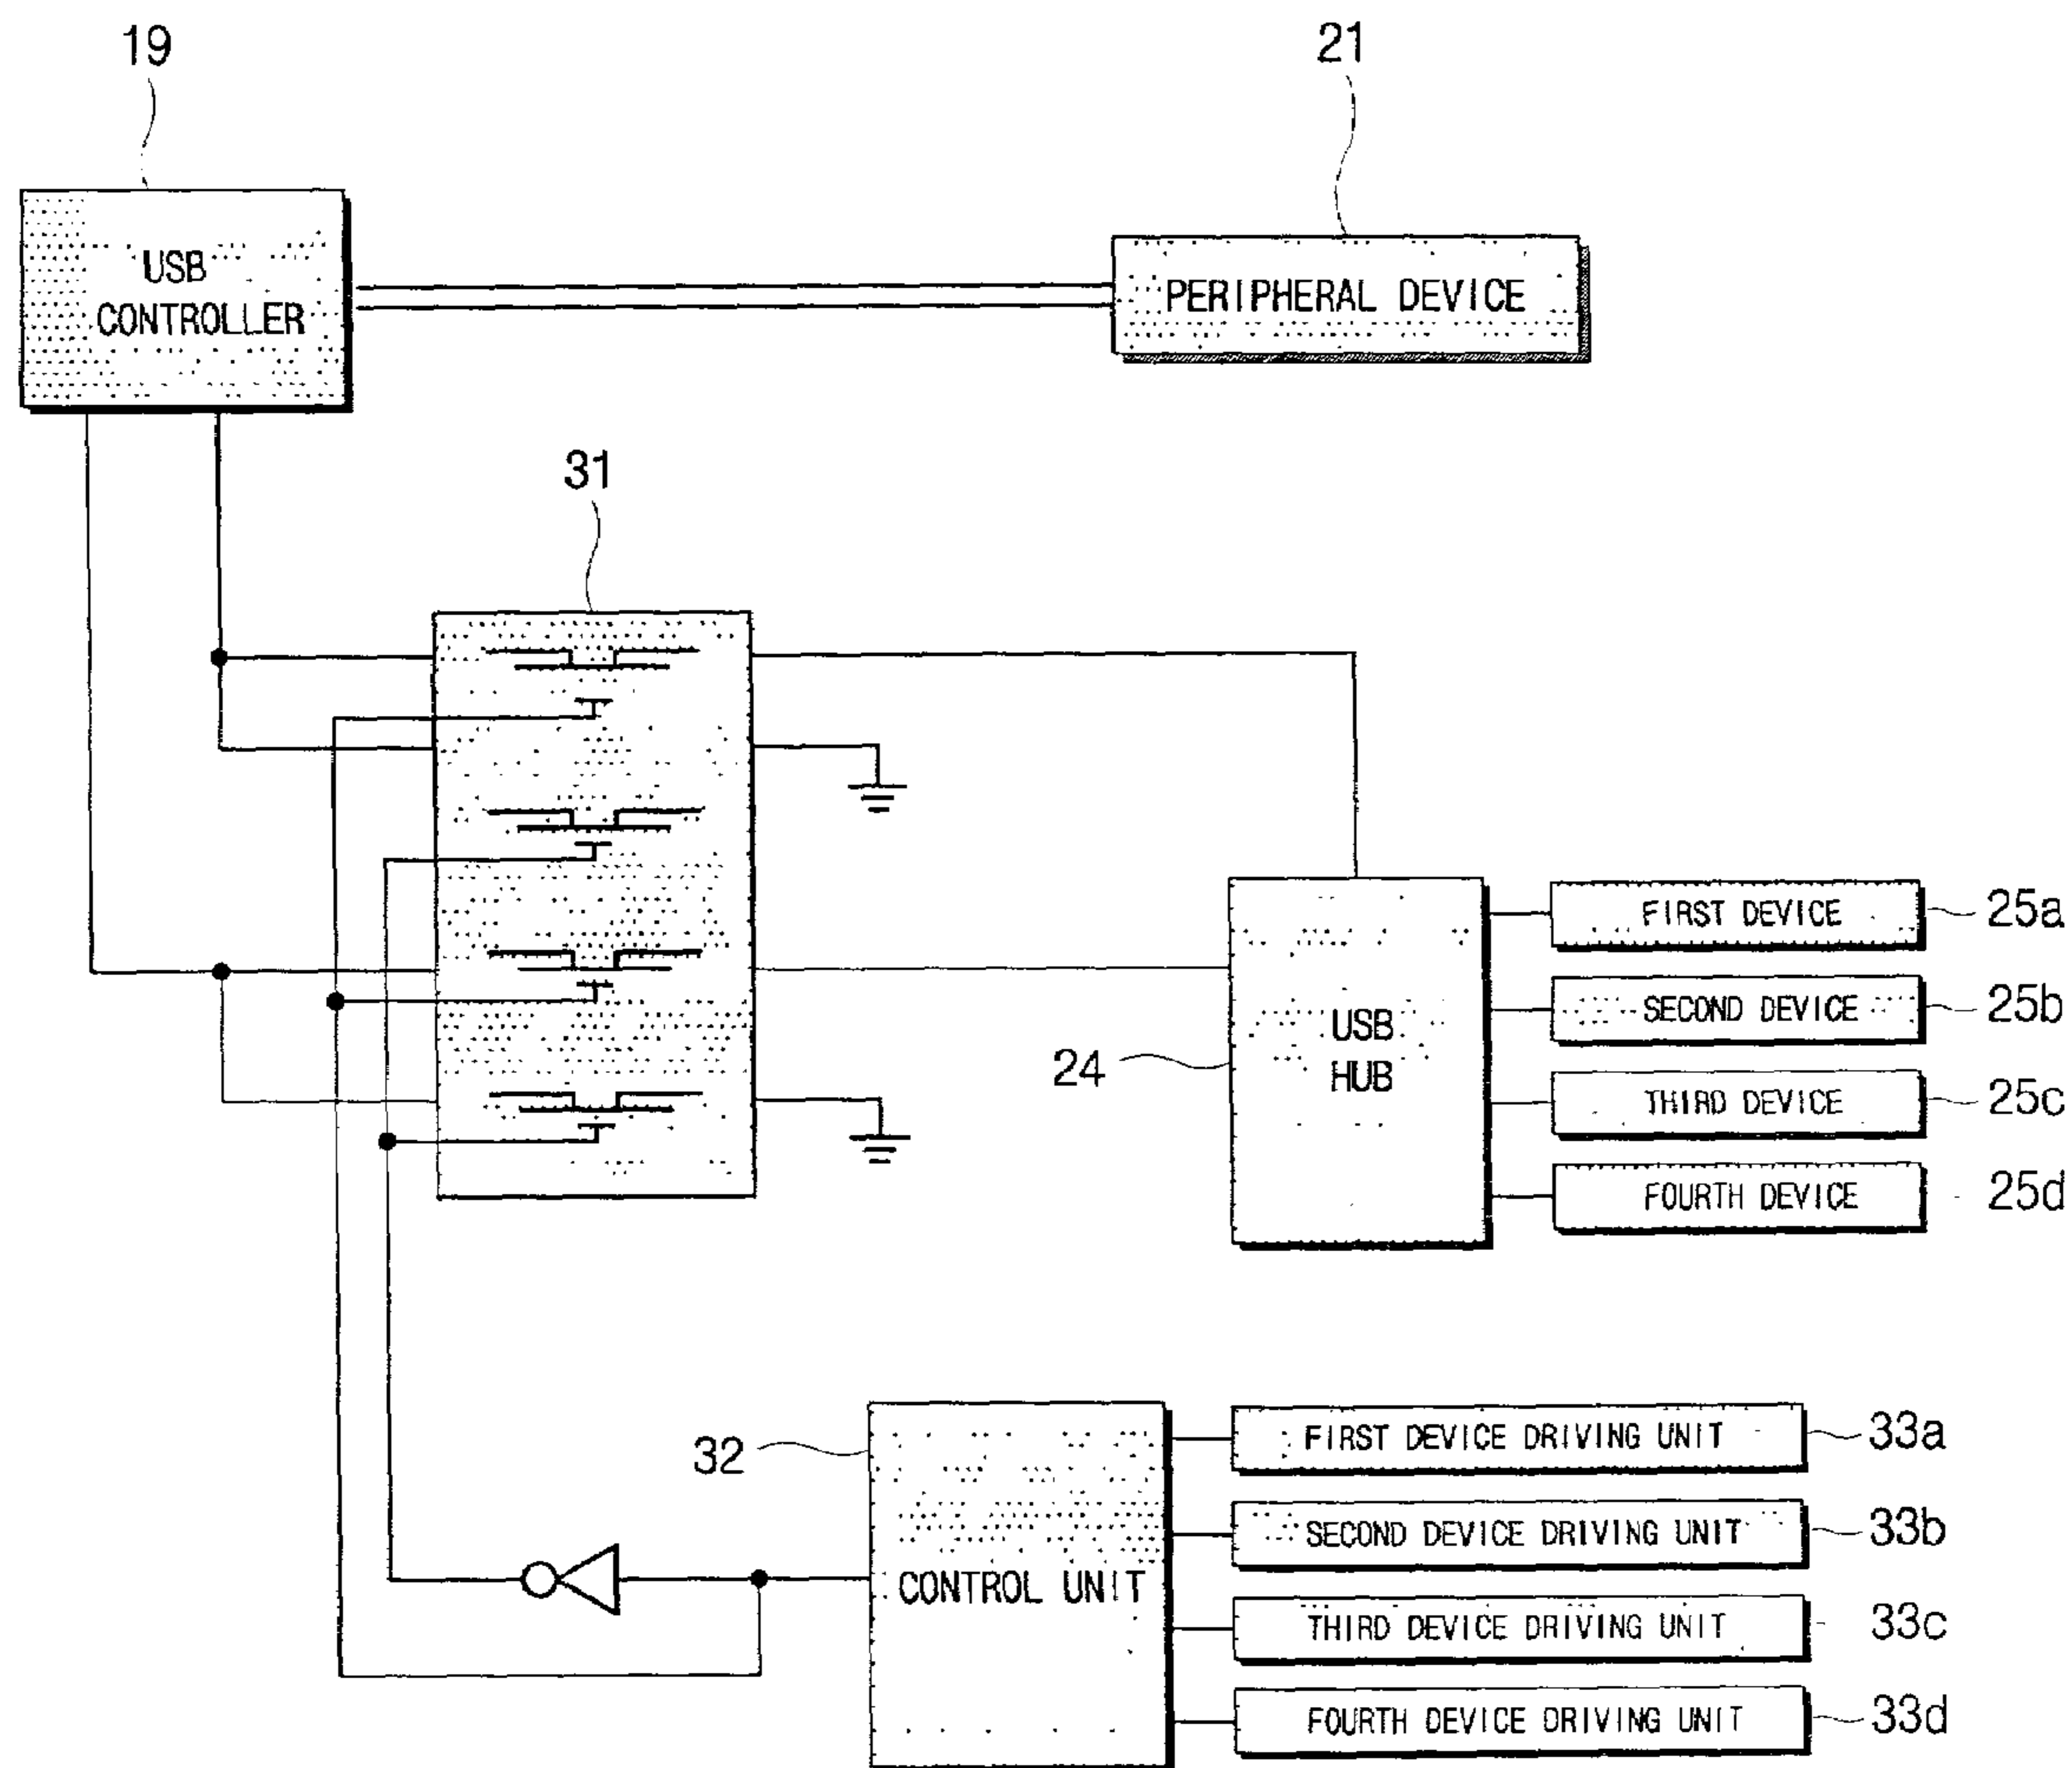 19
21
USB
CONTROLLER
PERIPHERAL DEVICE
31
FIRST DEVICE
25a
SECOND DEVICE
25b
24
USB
HUB
THIRD DEVICE
25c
FOURTH DEVICE
25d
32
CONTROL UNIT
FIRST DEVICE DRIVING UNIT
33a
SECOND DEVICE DRIVING UNIT
33b
THIRD DEVICE DRIVING UNIT
33c
FOURTH DEVICE DRIVING UNIT
33d